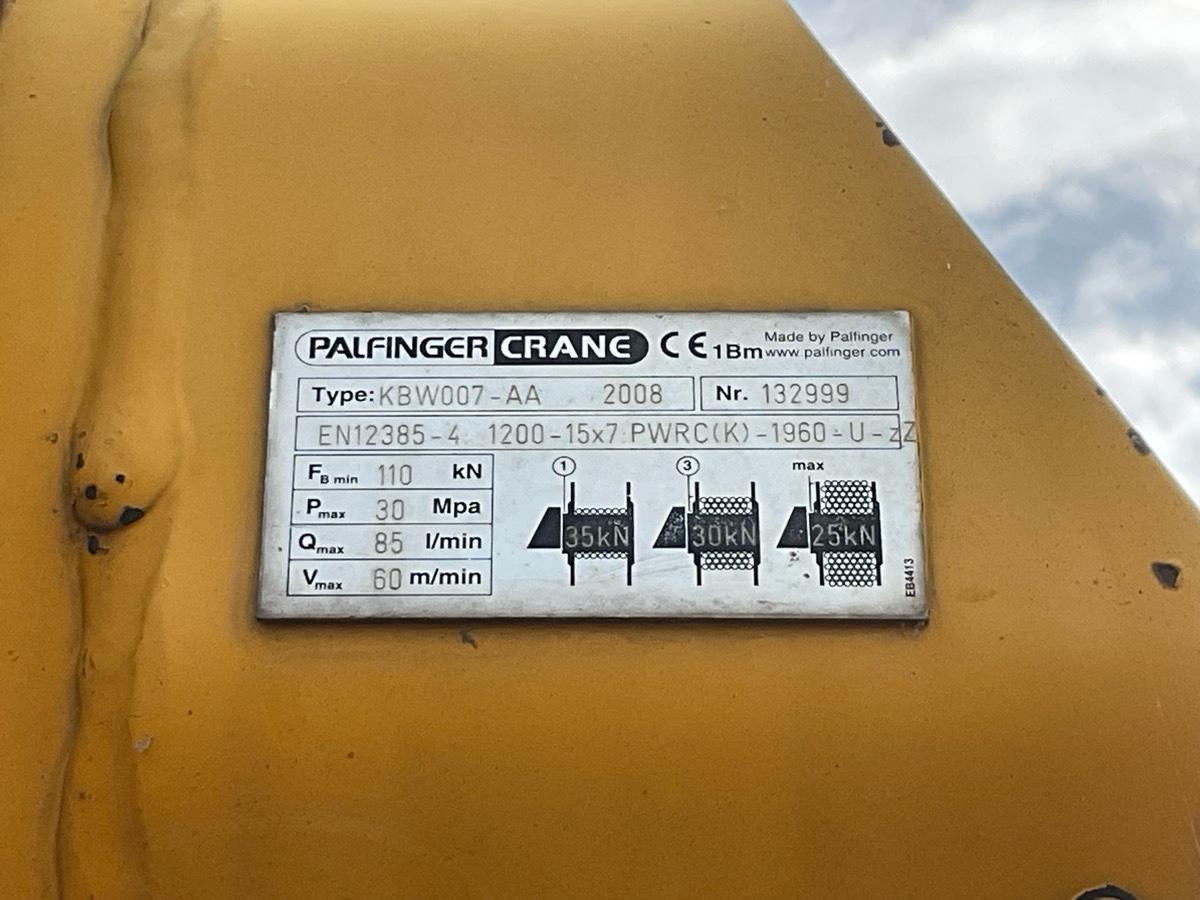 PALFINGER CRANE CE 1Bm Made by Palfinger
www.palfinger.com
Type: KBW007-AA 2008 Nr. 132999
EN12385-4 1200-15x7 PWRC(K)-1960-U-zZ
FB min 110 kN
Pmax 30 Mpa
Qmax 85 l/min
Vmax 60 m/min
1 3 max
35kN 30kN 25kN
EB4413